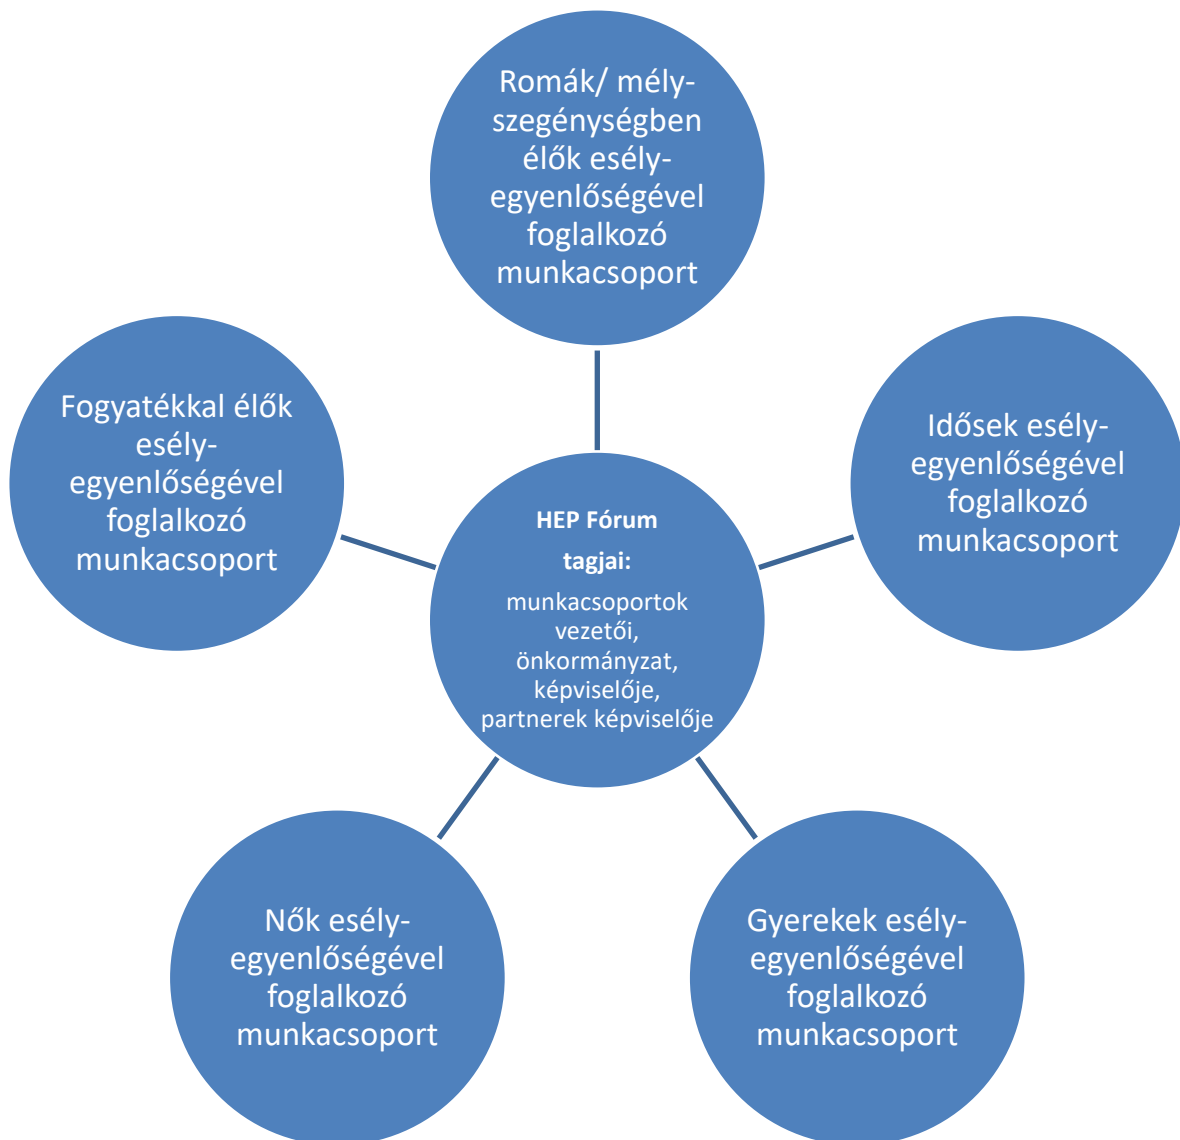 Romák/ mély-
szegénységben
élők esély-
egyenlőségével
foglalkozó
munkacsoport
Fogyatékkal élők
esély-
egyenlőségével
foglalkozó
munkacsoport
Idősek esély-
egyenlőségével
foglalkozó
munkacsoport
HEP Fórum
tagjai:
munkacsoportok
vezetői,
önkormányzat,
képviselője,
partnerek képviselője
Nők esély-
egyenlőségével
foglalkozó
munkacsoport
Gyerekek esély-
egyenlőségével
foglalkozó
munkacsoport